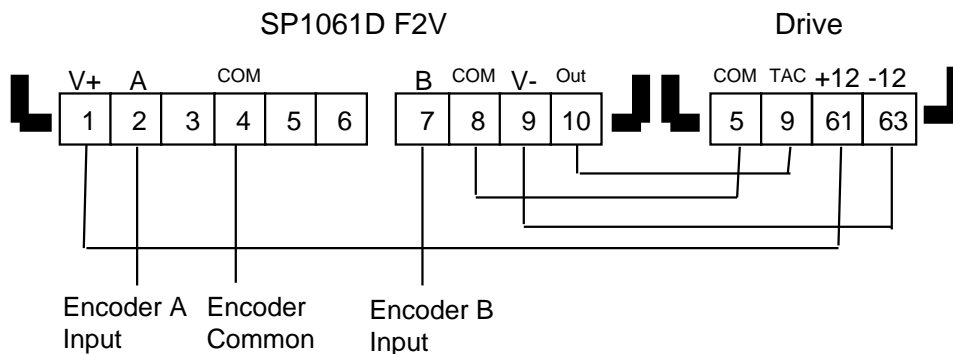 SP1061D F2V Drive
V+ A COM B COM V- Out COM TAC +12 -12
1 2 3 4 5 6 7 8 9 10 5 9 61 63
Encoder A Encoder Encoder B
Input Common Input